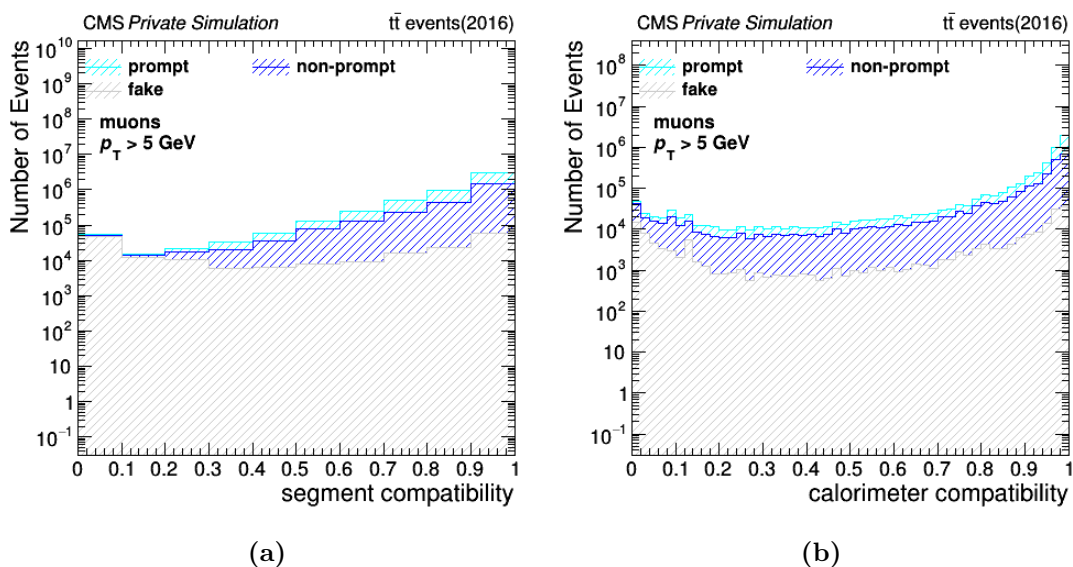 CMS Private Simulation tt̄ events(2016)
Number of Events
10^10
10^9
10^8
10^7
10^6
10^5
10^4
10^3
10^2
10
1
10^−1
prompt non-prompt
fake
muons
p_T > 5 GeV
0 0.1 0.2 0.3 0.4 0.5 0.6 0.7 0.8 0.9 1
segment compatibility
(a)
CMS Private Simulation tt̄ events(2016)
Number of Events
10^8
10^7
10^6
10^5
10^4
10^3
10^2
10
1
10^−1
prompt non-prompt
fake
muons
p_T > 5 GeV
0 0.1 0.2 0.3 0.4 0.5 0.6 0.7 0.8 0.9 1
calorimeter compatibility
(b)